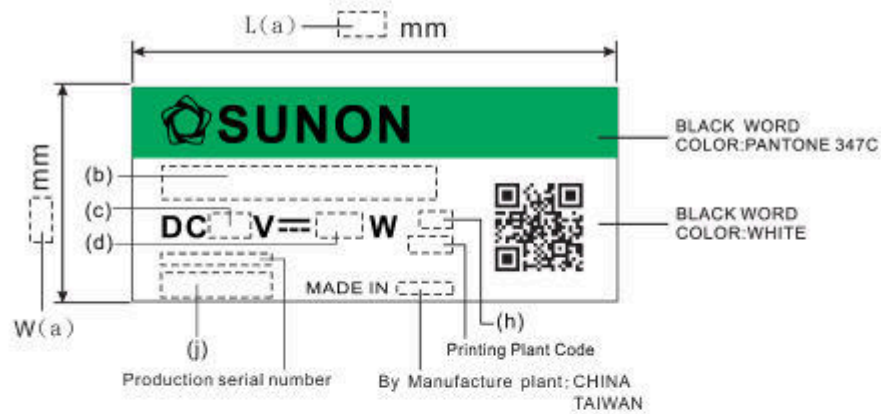 L(a) mm
SUNON
BLACK WORD
COLOR:PANTONE 347C
mm
(b)
(c)
DC V W
(d)
BLACK WORD
COLOR:WHITE
MADE IN
W(a)
(j)
(h)
Printing Plant Code
Production serial number
By Manufacture plant: CHINA
TAIWAN